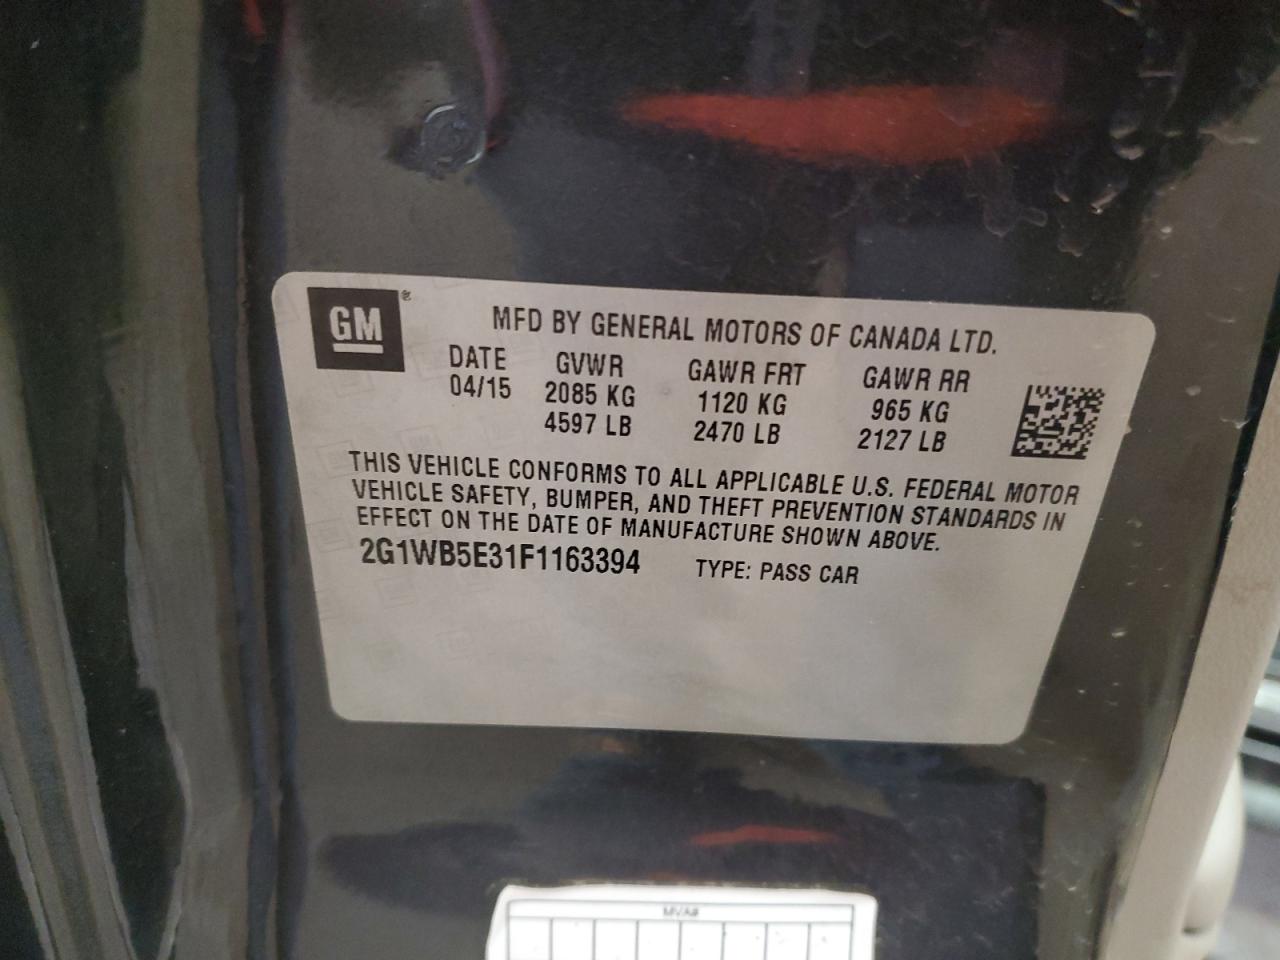 GM®
MFD BY GENERAL MOTORS OF CANADA LTD.
DATE GVWR GAWR FRT GAWR RR
04/15 2085 KG 1120 KG 965 KG
4597 LB 2470 LB 2127 LB
THIS VEHICLE CONFORMS TO ALL APPLICABLE U.S. FEDERAL MOTOR
VEHICLE SAFETY, BUMPER, AND THEFT PREVENTION STANDARDS IN
EFFECT ON THE DATE OF MANUFACTURE SHOWN ABOVE.
2G1WB5E31F1163394 TYPE: PASS CAR
MVA#